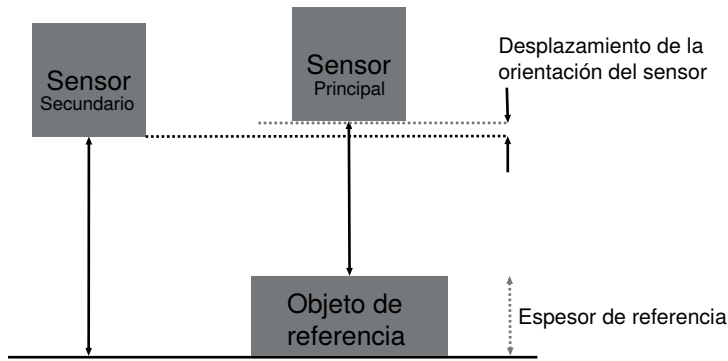 Sensor
Secundario
Sensor
Principal
Desplazamiento de la
orientación del sensor
Objeto de
referencia
Espesor de referencia